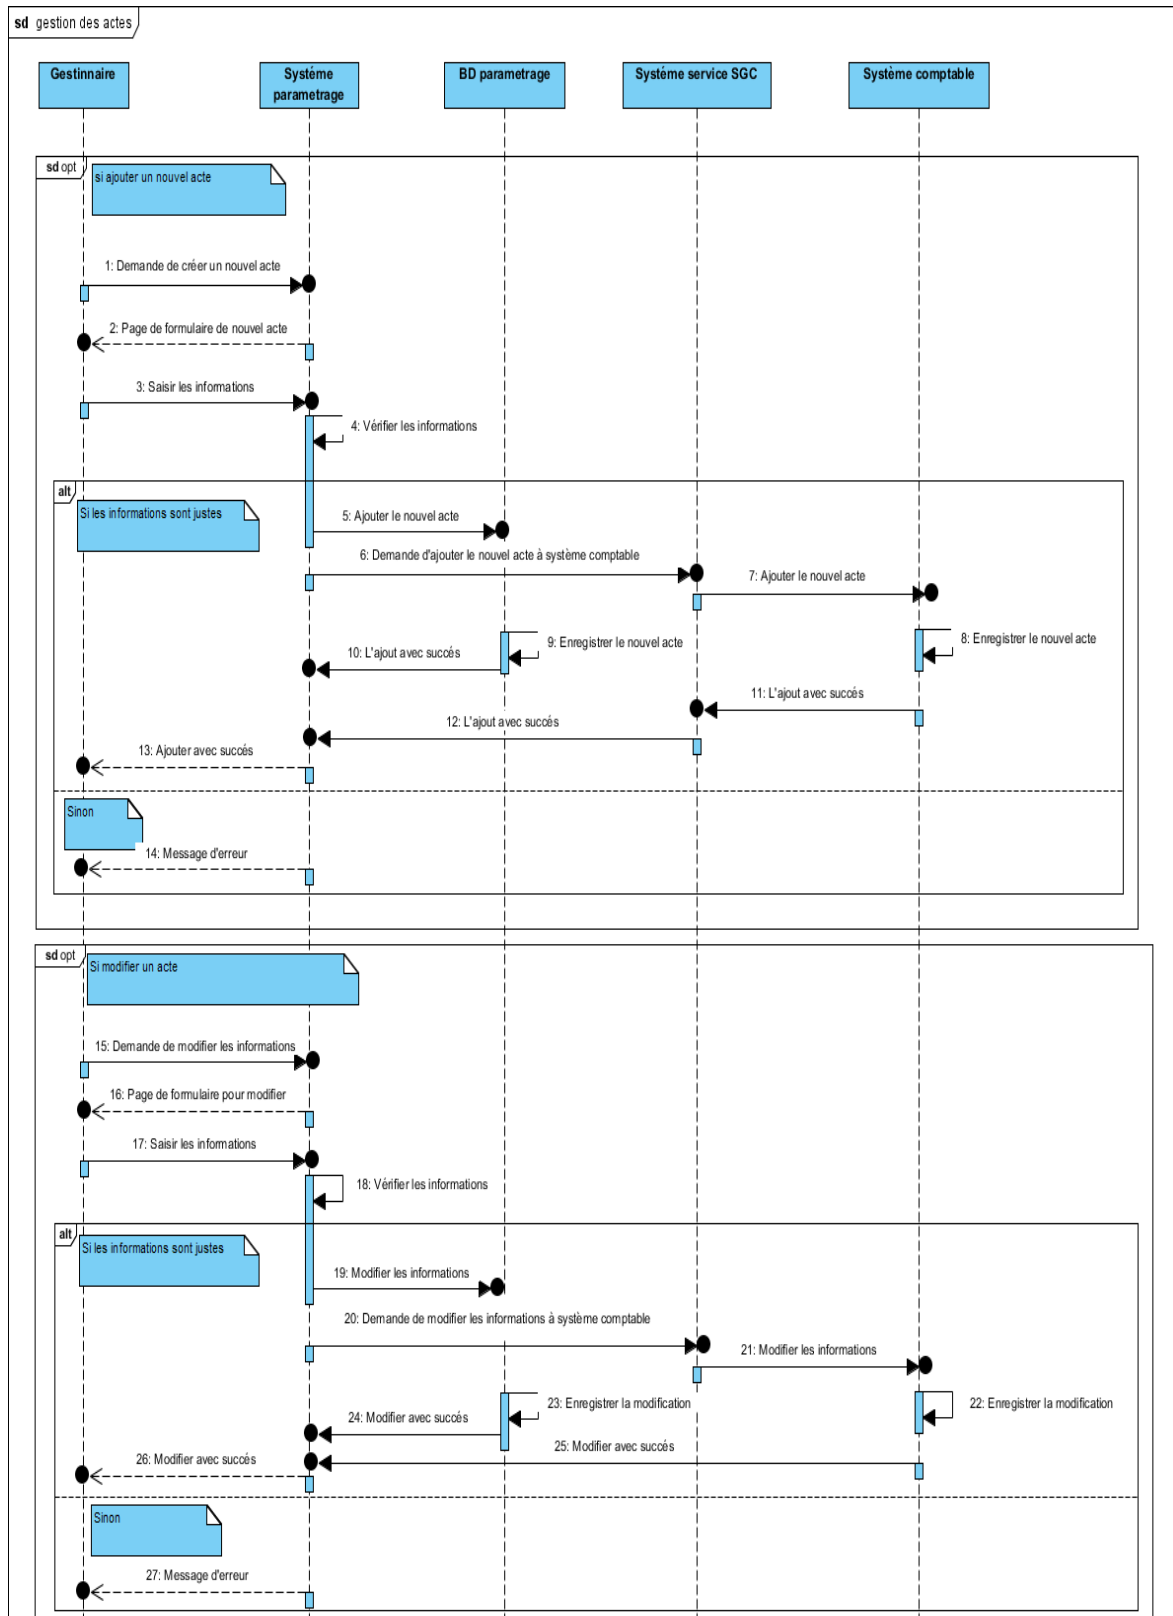 sd gestion des actes
Gestinnaire
Systéme
parametrage
BD parametrage
Systéme service SGC
Système comptable
sd opt
si ajouter un nouvel acte
1: Demande de créer un nouvel acte
2: Page de formulaire de nouvel acte
3: Saisir les informations
4: Vérifier les informations
alt
Si les informations sont justes
5: Ajouter le nouvel acte
6: Demande d'ajouter le nouvel acte à système comptable
7: Ajouter le nouvel acte
8: Enregistrer le nouvel acte
9: Enregistrer le nouvel acte
10: L'ajout avec succés
11: L'ajout avec succés
12: L'ajout avec succés
13: Ajouter avec succés
Sinon
14: Message d'erreur
sd opt
Si modifier un acte
15: Demande de modifier les informations
16: Page de formulaire pour modifier
17: Saisir les informations
18: Vérifier les informations
alt
Si les informations sont justes
19: Modifier les informations
20: Demande de modifier les informations à système comptable
21: Modifier les informations
22: Enregistrer la modification
23: Enregistrer la modification
24: Modifier avec succés
25: Modifier avec succés
26: Modifier avec succés
Sinon
27: Message d'erreur